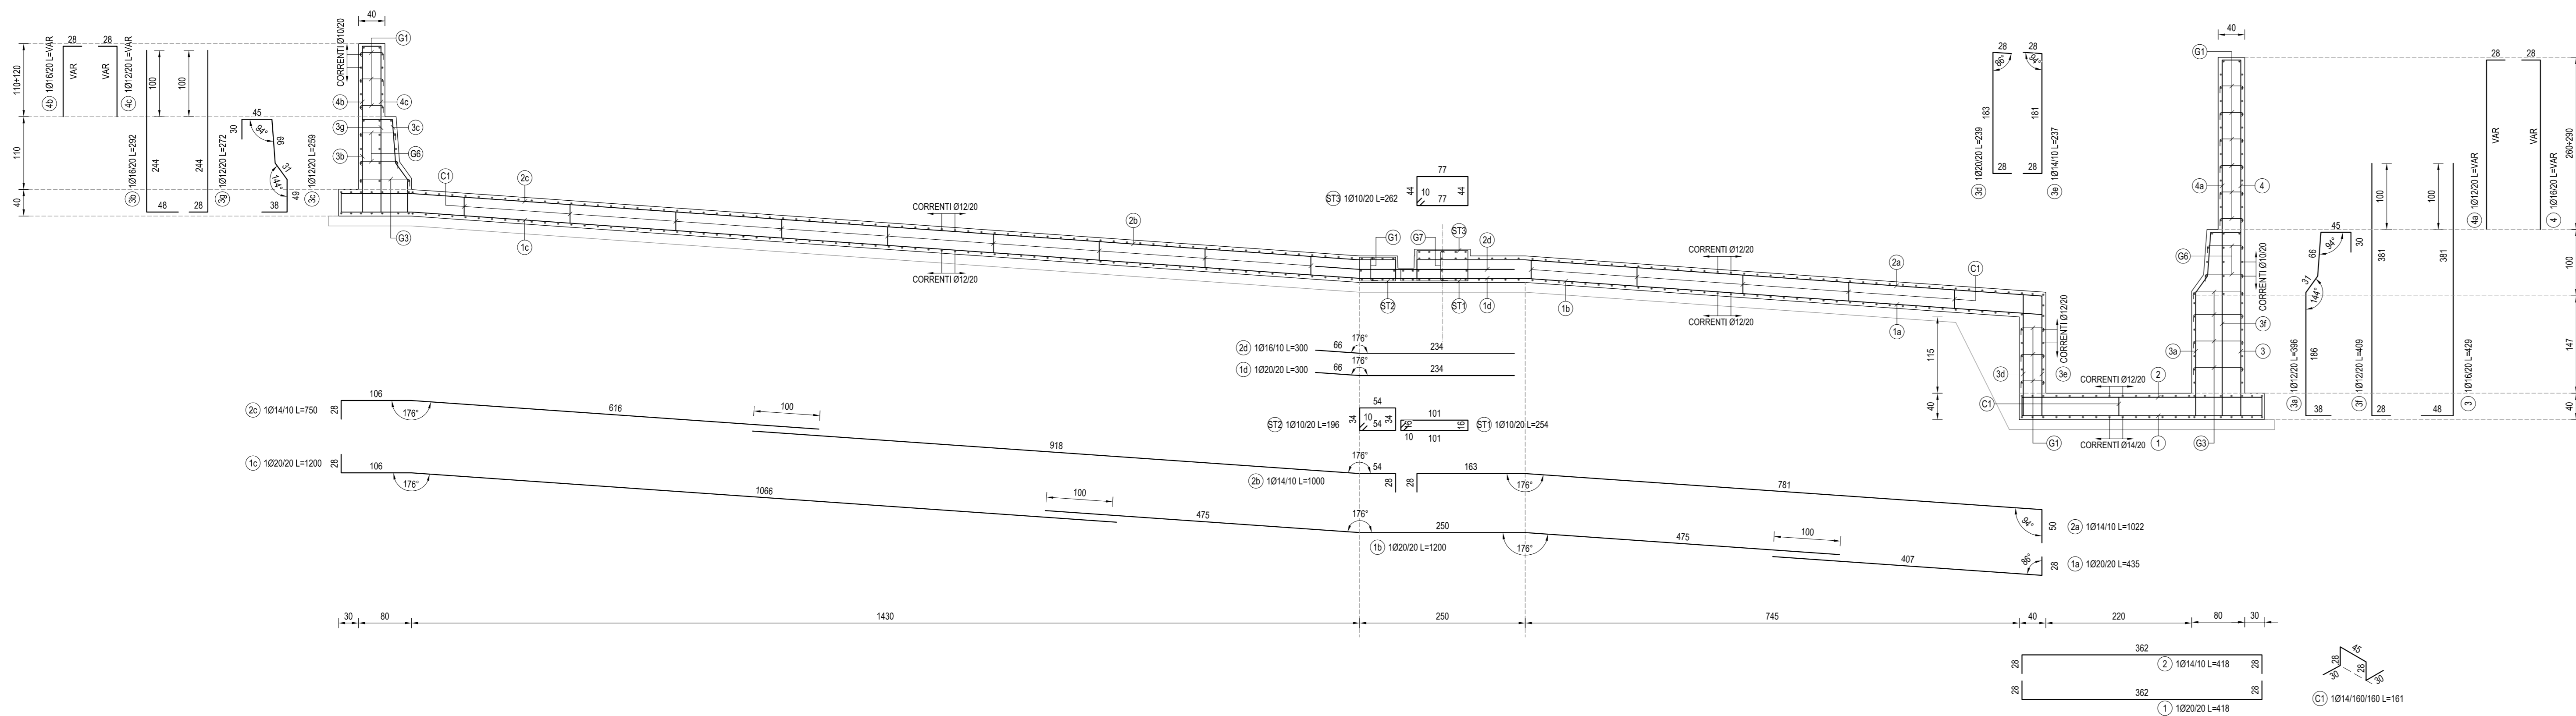 40
G1
CORRENTI Ø10/20
4b
4c
3g
3c
G6
3b
110÷120
110
40
4b 1Ø16/20 L=VAR
28
VAR
28
VAR
4c 1Ø12/20 L=VAR
3b 1Ø16/20 L=292
100
244
48
100
244
28
3g 1Ø12/20 L=272
45
30
94°
66
31
144°
49
38
3c 1Ø12/20 L=259
C1
2c
G3
1c
CORRENTI Ø12/20
CORRENTI Ø12/20
2b
ST3 1Ø10/20 L=262
77
44
10
77
44
G1
G7
ST3
2d
ST2
ST1
1d
1b
CORRENTI Ø12/20
CORRENTI Ø12/20
2a
C1
1a
3d 1Ø20/20 L=239
28
86°
183
28
28
94°
181
28
3e 1Ø14/10 L=237
CORRENTI Ø12/20
115
40
3d
3e
C1
G1
CORRENTI Ø12/20
CORRENTI Ø14/20
2
1
G3
40
G1
4a
4
G6
CORRENTI Ø10/20
3f
3a
3
45
30
94°
66
31
144°
186
38
3a 1Ø12/20 L=396
3f 1Ø12/20 L=409
381
100
28
381
100
48
3 1Ø16/20 L=429
4a 1Ø12/20 L=VAR
28
VAR
28
VAR
4 1Ø16/20 L=VAR
260÷290
100
147
40
2d 1Ø16/10 L=300
66
176°
234
1d 1Ø20/20 L=300
66
176°
234
ST2 1Ø10/20 L=196
54
34
10
54
34
101
16
16
10
101
ST1 1Ø10/20 L=254
2c 1Ø14/10 L=750
28
106
176°
616
100
918
176°
54
28
2b 1Ø14/10 L=1000
28
163
176°
781
94°
50
2a 1Ø14/10 L=1022
1c 1Ø20/20 L=1200
28
106
176°
1066
100
475
176°
250
1b 1Ø20/20 L=1200
176°
475
100
407
86°
28
1a 1Ø20/20 L=435
30
80
1430
250
745
40
220
80
30
362
28
2 1Ø14/10 L=418
28
28
362
1 1Ø20/20 L=418
28
45
28
28
30
30
C1 1Ø14/160/160 L=161